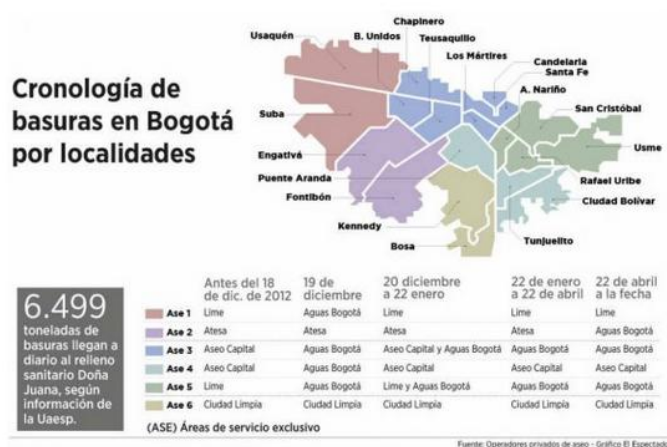 Cronología de
basuras en Bogotá
por localidades
Usaquén
Chapinero
B. Unidos
Teusaquillo
Los Mártires
Candelaria
Santa Fe
A. Nariño
San Cristóbal
Suba
Usme
Engativá
Puente Aranda
Rafael Uribe
Fontibón
Ciudad Bolívar
Kennedy
Tunjuelito
Bosa
6.499
toneladas de
basuras llegan a
diario al relleno
sanitario Doña
Juana, según
información de
la Uaesp.
Antes del 18 de dic. de 2012 19 de diciembre 20 diciembre a 22 enero 22 de enero a 22 de abril 22 de abril a la fecha
Ase 1 Lime Aguas Bogotá Lime Lime Lime
Ase 2 Atesa Atesa Atesa Atesa Aguas Bogotá
Ase 3 Aseo Capital Aguas Bogotá Aseo Capital y Aguas Bogotá Aguas Bogotá Aguas Bogotá
Ase 4 Aseo Capital Aguas Bogotá Aseo Capital Aseo Capital Aseo Capital
Ase 5 Lime Aguas Bogotá Lime y Aguas Bogotá Aguas Bogotá Aguas Bogotá
Ase 6 Ciudad Limpia Ciudad Limpia Ciudad Limpia Ciudad Limpia Ciudad Limpia
(ASE) Áreas de servicio exclusivo
Fuente: Operadores privados de aseo - Gráfico El Espectad